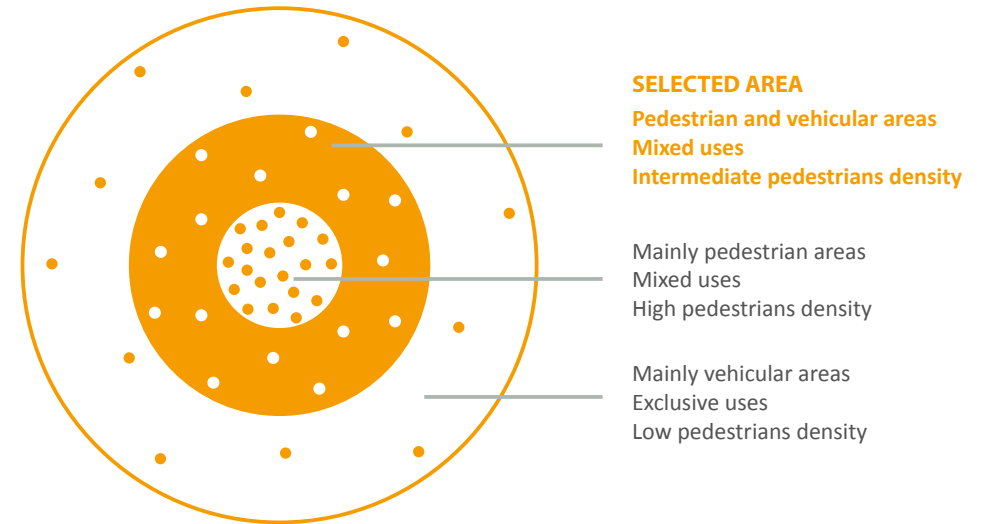 SELECTED AREA
Pedestrian and vehicular areas
Mixed uses
Intermediate pedestrians density
Mainly pedestrian areas
Mixed uses
High pedestrians density
Mainly vehicular areas
Exclusive uses
Low pedestrians density